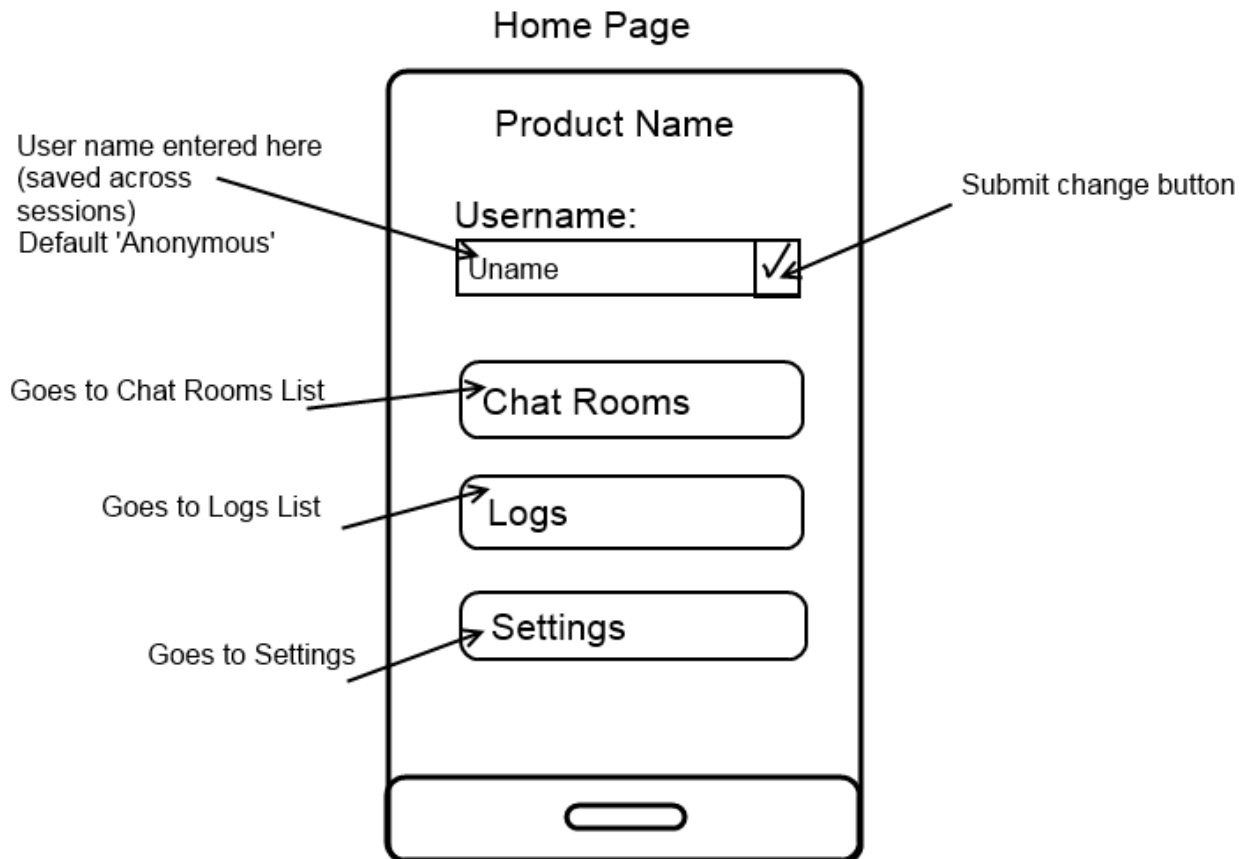 Home Page
Product Name
User name entered here
(saved across
sessions)
Default 'Anonymous'
Submit change button
Username:
Uname
✓
Goes to Chat Rooms List
Chat Rooms
Goes to Logs List
Logs
Settings
Goes to Settings